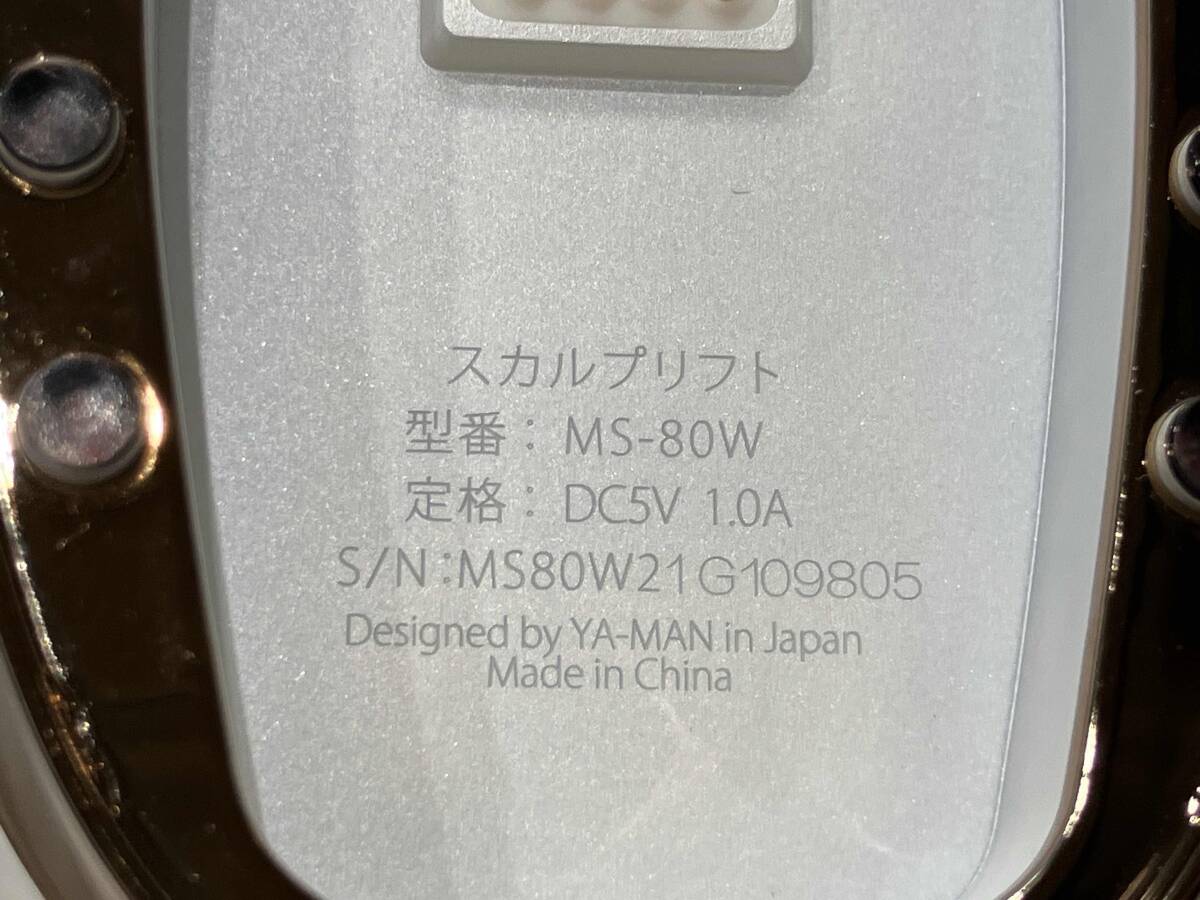 スカルプリフト
型番： MS-80W
定格： DC5V 1.0A
S/N:MS80W21G109805
Designed by YA-MAN in Japan
Made in China